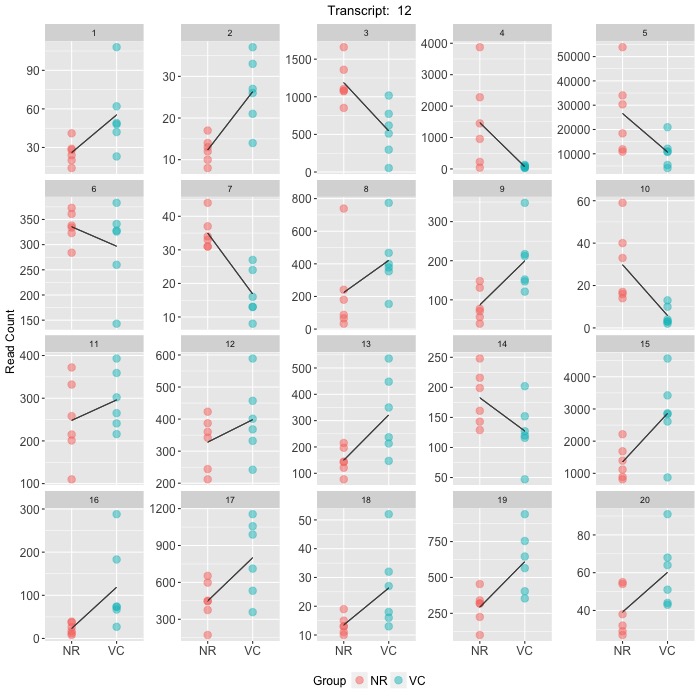 Transcript: 12
1 2 3 4 5
90 60 30
30 20 10
1500 1000 500 0
4000 3000 2000 1000 0
50000 40000 30000 20000 10000
6 7 8 9 10
350 300 250 200 150
40 30 20 10
800 600 400 200 0
300 200 100
60 40 20 0
Read Count
11 12 13 14 15
400 300 200 100
600 500 400 300 200
500 400 300 200 100
250 200 150 100 50
4000 3000 2000 1000
16 17 18 19 20
300 200 100 0
1200 900 600 300
50 40 30 20 10
750 500 250
80 60 40
NR VC NR VC NR VC NR VC NR VC
Group NR VC